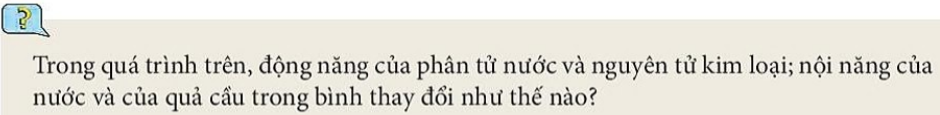 ?
Trong quá trình trên, động năng của phân tử nước và nguyên tử kim loại; nội năng của
nước và của quả cầu trong bình thay đổi như thế nào?